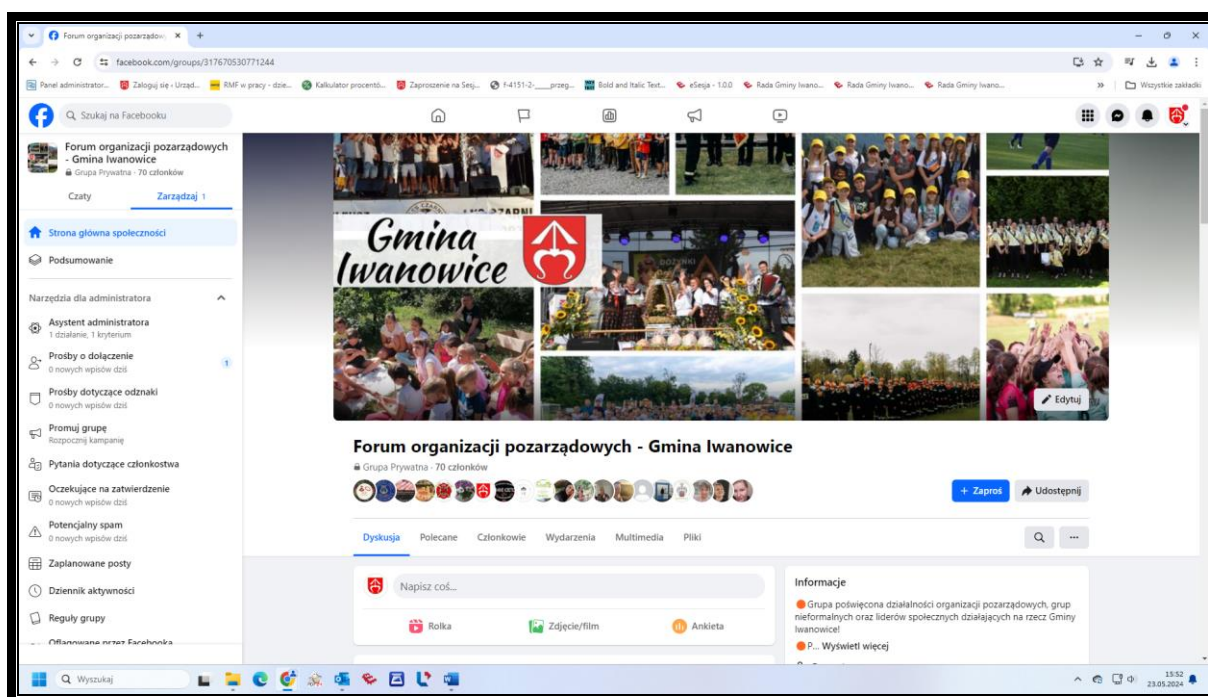 Forum organizacji pozarządow
facebook.com/groups/317670530771244
Panel administrator...
Zaloguj się ‹ Urząd...
RMF w pracy - dzie...
Kalkulator procentó...
Zaproszenie na Sesj...
f-4151-2-____przeg...
Bold and Italic Text...
eSesja - 1.0.0
Rada Gminy Iwano...
Rada Gminy Iwano...
Rada Gminy Iwano...
»
Wszystkie zakładki
Szukaj na Facebooku
Forum organizacji pozarządowych
- Gmina Iwanowice
Grupa Prywatna · 70 członków
Czaty
Zarządzaj 1
Strona główna społeczności
Podsumowanie
Narzędzia dla administratora
Asystent administratora
1 działanie, 1 kryterium
Prośby o dołączenie
0 nowych wpisów dziś
1
Prośby dotyczące odznaki
0 nowych wpisów dziś
Promuj grupę
Rozpocznij kampanię
Pytania dotyczące członkostwa
Oczekujące na zatwierdzenie
0 nowych wpisów dziś
Potencjalny spam
0 nowych wpisów dziś
Zaplanowane posty
Dziennik aktywności
Reguły grupy
Oflagowane przez Facebooka
Gmina
Iwanowice
DOŻYNKI
Edytuj
Forum organizacji pozarządowych - Gmina Iwanowice
Grupa Prywatna · 70 członków
+ Zaproś
Udostępnij
Dyskusja
Polecane
Członkowie
Wydarzenia
Multimedia
Pliki
Napisz coś...
Rolka
Zdjęcie/film
Ankieta
Informacje
Grupa poświęcona działalności organizacji pozarządowych, grup
nieformalnych oraz liderów społecznych działających na rzecz Gminy
Iwanowice!
P... Wyświetl więcej
Wyszukaj
15:52
23.05.2024